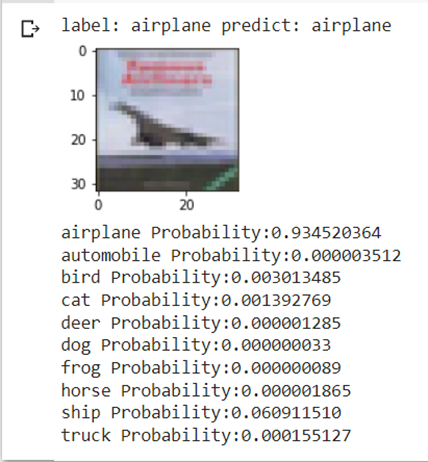 label: airplane predict: airplane
0
10
20
30
0 20
airplane Probability:0.934520364
automobile Probability:0.000003512
bird Probability:0.003013485
cat Probability:0.001392769
deer Probability:0.000001285
dog Probability:0.000000033
frog Probability:0.000000089
horse Probability:0.000001865
ship Probability:0.060911510
truck Probability:0.000155127